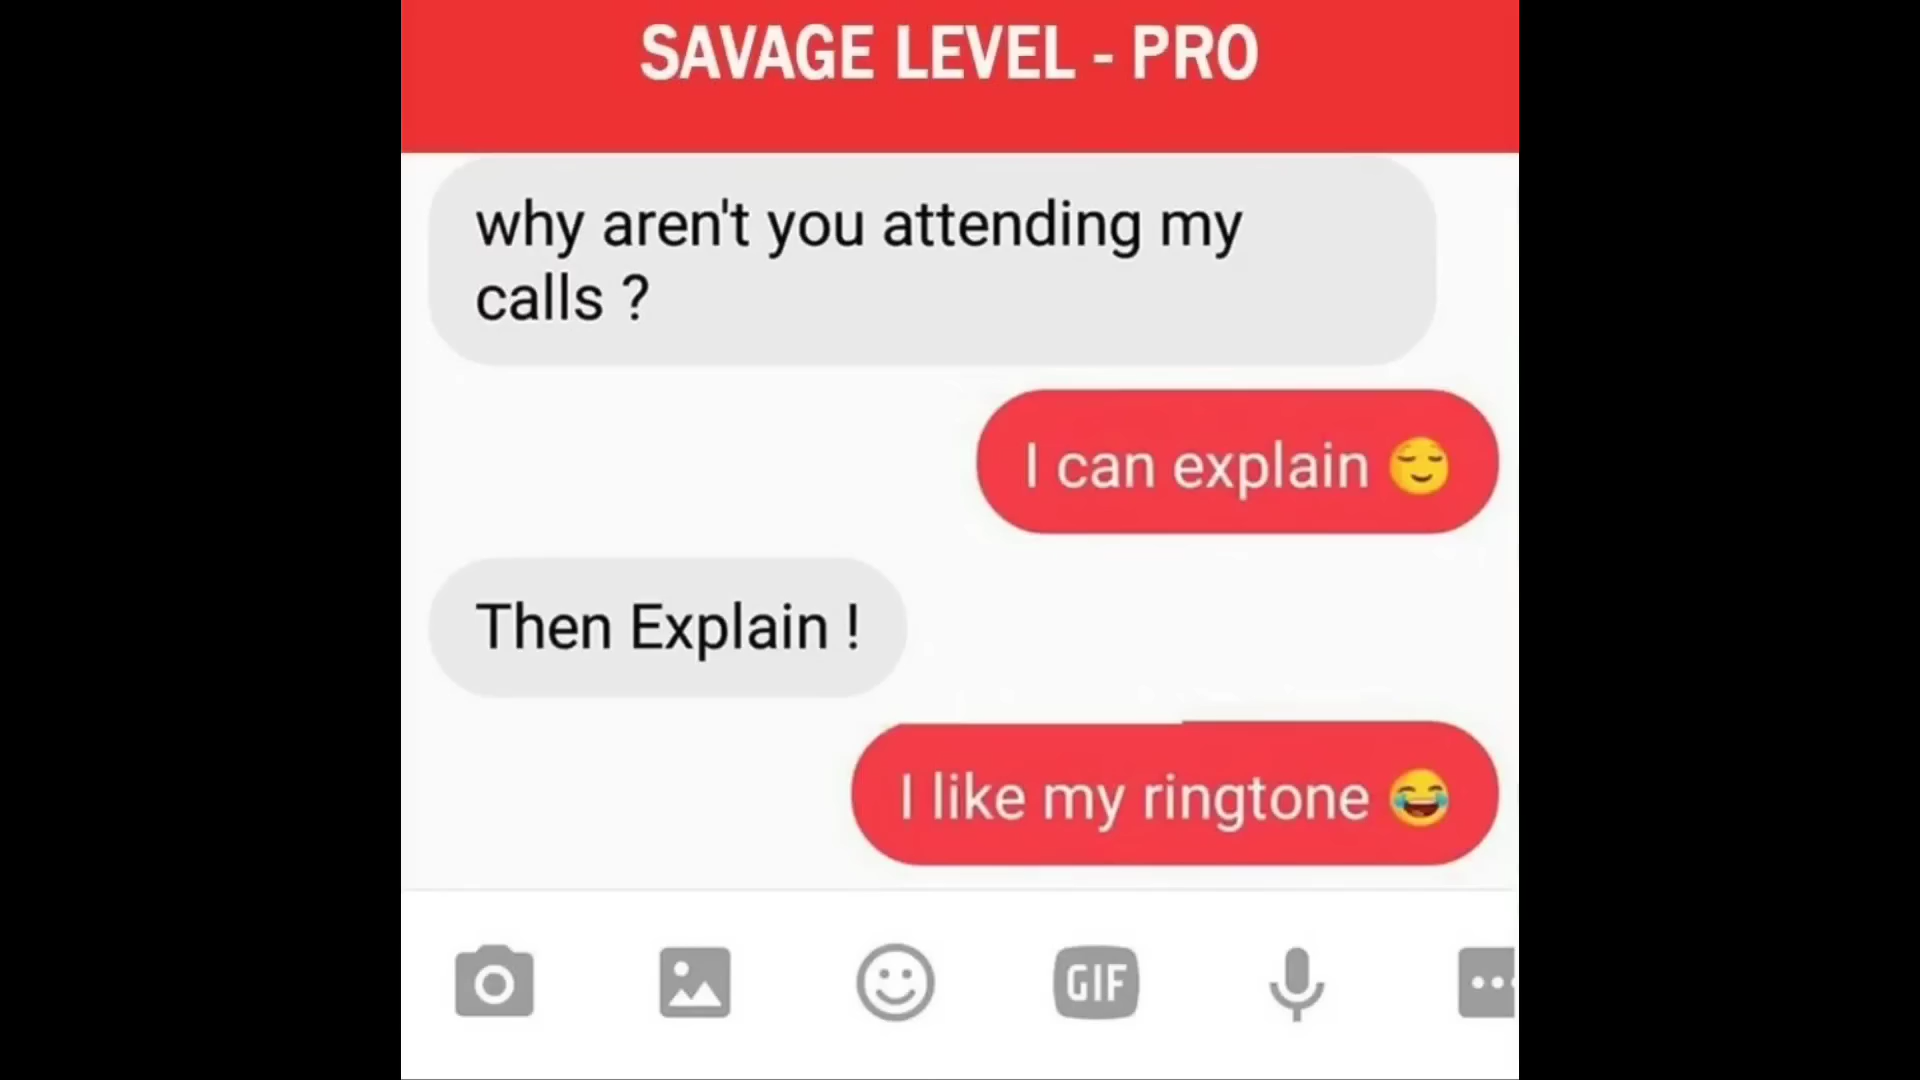 SAVAGE LEVEL - PRO
why aren't you attending my
calls ?
I can explain 😌
Then Explain !
I like my ringtone 😂
GIF